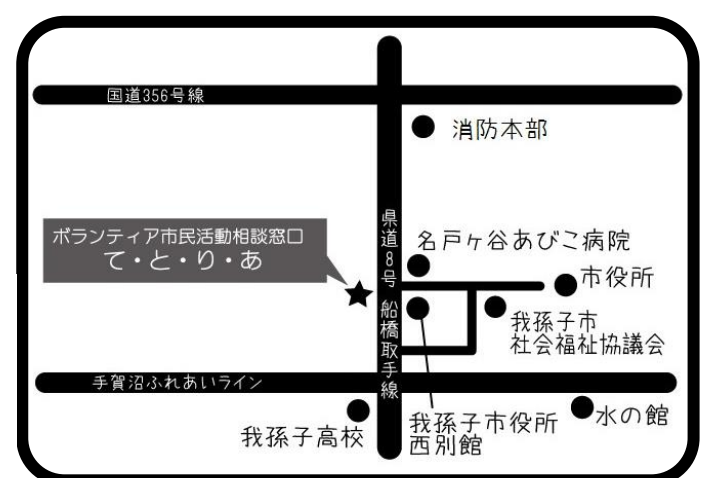 国道356号線
消防本部
県道8号 船橋取手線
ボランティア市民活動相談窓口
て・と・り・あ
名戸ヶ谷あびこ病院
市役所
我孫子市
社会福祉協議会
手賀沼ふれあいライン
我孫子高校
我孫子市役所
西別館
水の館